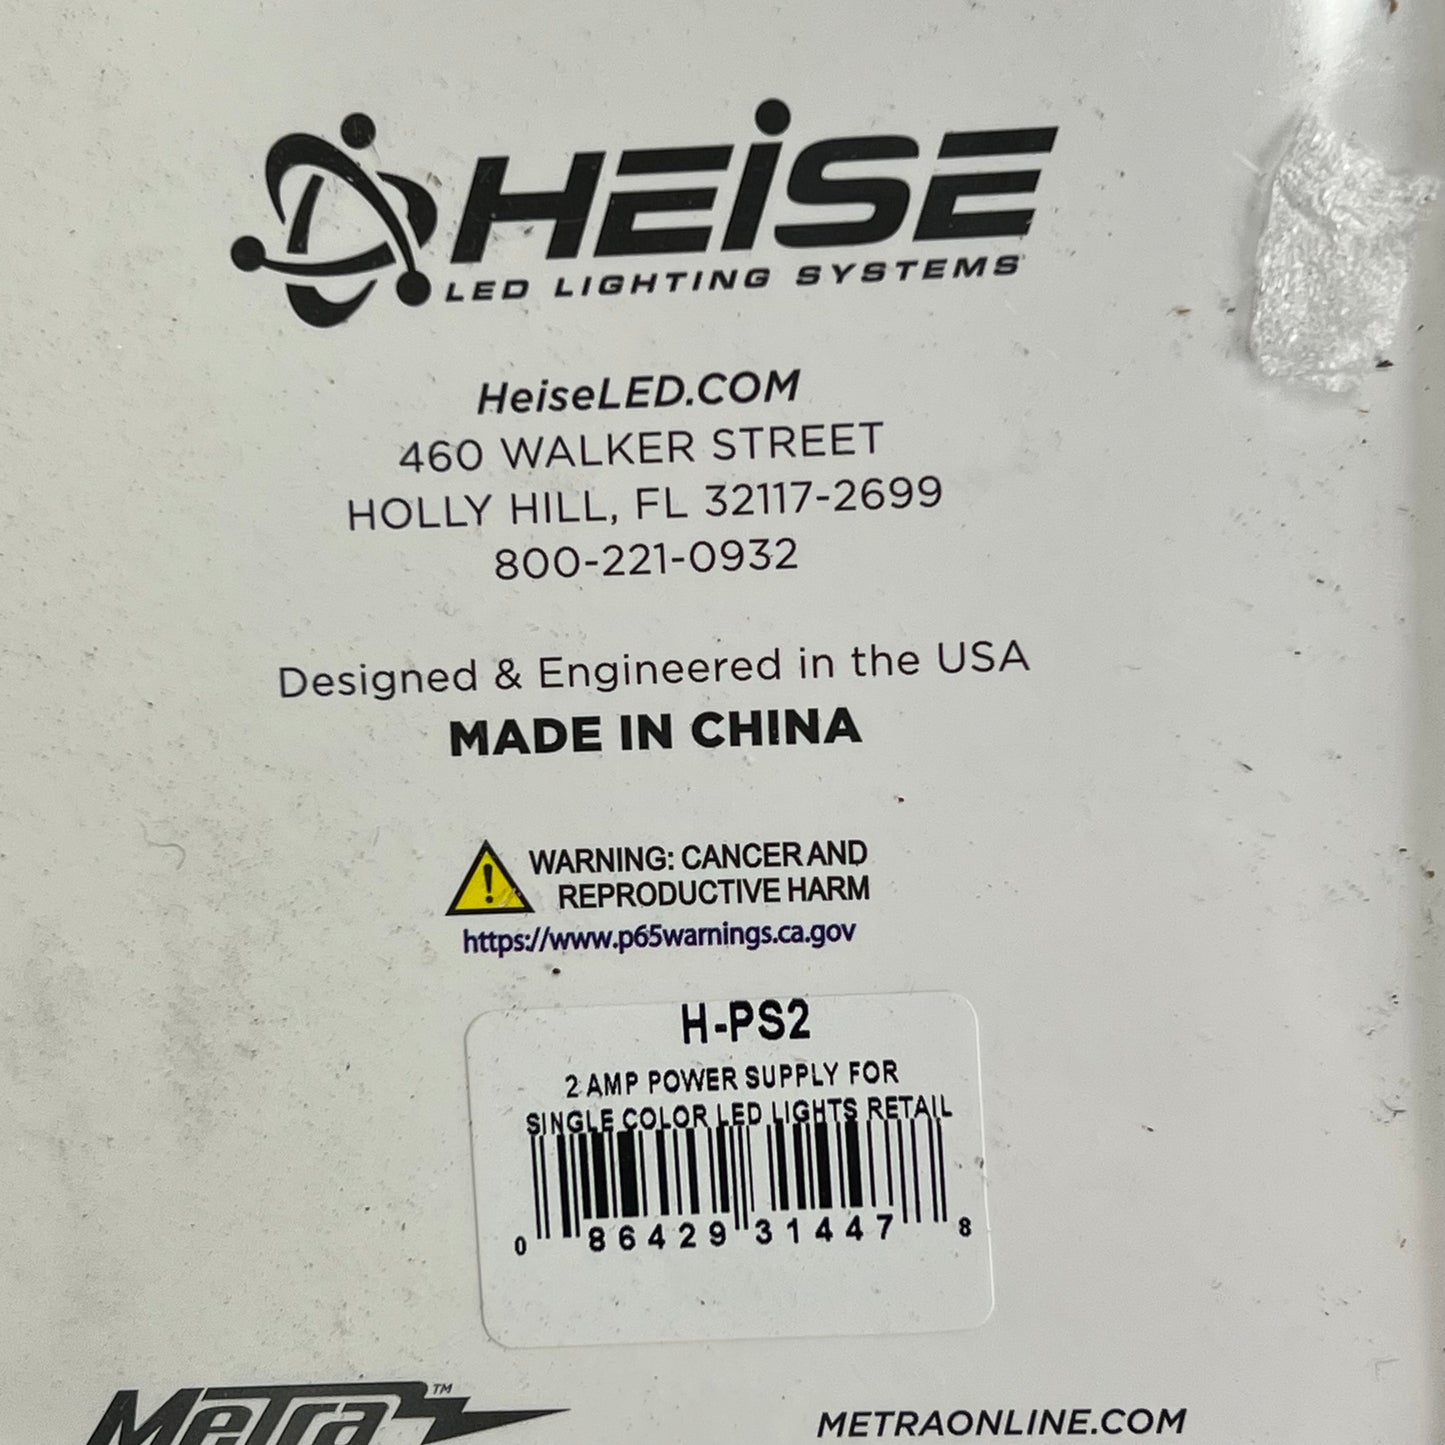 HEiSE
LED LIGHTING SYSTEMS
HeiseLED.COM
460 WALKER STREET
HOLLY HILL, FL 32117-2699
800-221-0932
Designed & Engineered in the USA
MADE IN CHINA
WARNING: CANCER AND
REPRODUCTIVE HARM
https://www.p65warnings.ca.gov
H-PS2
2 AMP POWER SUPPLY FOR
SINGLE COLOR LED LIGHTS RETAIL
0 86429 31447 8
MeTra™
METRAONLINE.COM